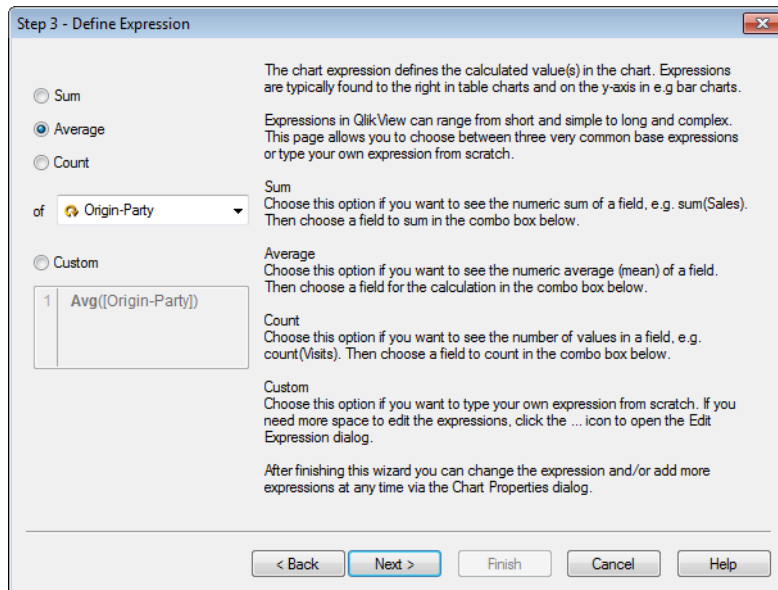 Step 3 - Define Expression
Sum
Average
Count
of Origin-Party
Custom
1 Avg([Origin-Party])
The chart expression defines the calculated value(s) in the chart. Expressions
are typically found to the right in table charts and on the y-axis in e.g bar charts.
Expressions in QlikView can range from short and simple to long and complex.
This page allows you to choose between three very common base expressions
or type your own expression from scratch.
Sum
Choose this option if you want to see the numeric sum of a field, e.g. sum(Sales).
Then choose a field to sum in the combo box below.
Average
Choose this option if you want to see the numeric average (mean) of a field.
Then choose a field for the calculation in the combo box below.
Count
Choose this option if you want to see the number of values in a field, e.g.
count(Visits). Then choose a field to count in the combo box below.
Custom
Choose this option if you want to type your own expression from scratch. If you
need more space to edit the expressions, click the ... icon to open the Edit
Expression dialog.
After finishing this wizard you can change the expression and/or add more
expressions at any time via the Chart Properties dialog.
< Back Next > Finish Cancel Help